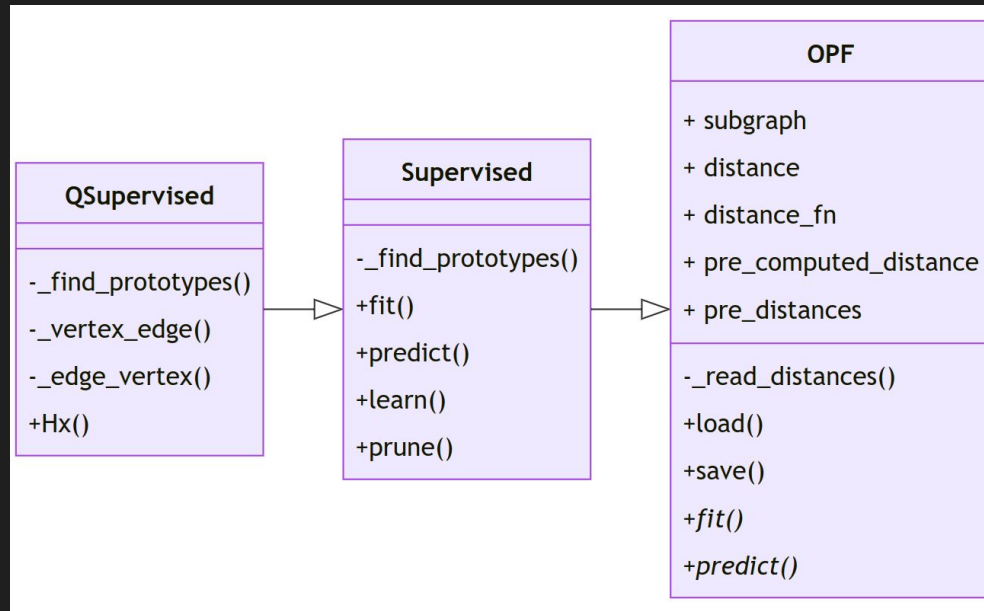 QSupervised
-_find_prototypes()
-_vertex_edge()
-_edge_vertex()
+Hx()
Supervised
-_find_prototypes()
+fit()
+predict()
+learn()
+prune()
OPF
+ subgraph
+ distance
+ distance_fn
+ pre_computed_distance
+ pre_distances
-_read_distances()
+load()
+save()
+fit()
+predict()